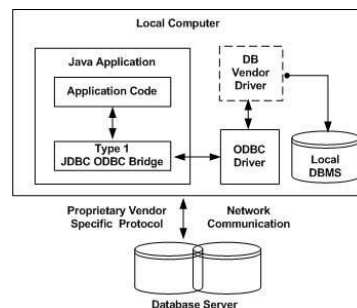 Local Computer
Java Application
Application Code
Type 1
JDBC ODBC Bridge
DB
Vendor
Driver
ODBC
Driver
Local
DBMS
Proprietary Vendor
Specific Protocol
Network
Communication
Database Server